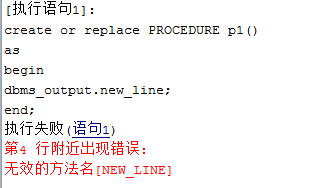 [执行语句1]:
create or replace PROCEDURE p1()
as
begin
dbms_output.new_line;
end;
执行失败(语句1)
第4 行附近出现错误:
无效的方法名[NEW_LINE]